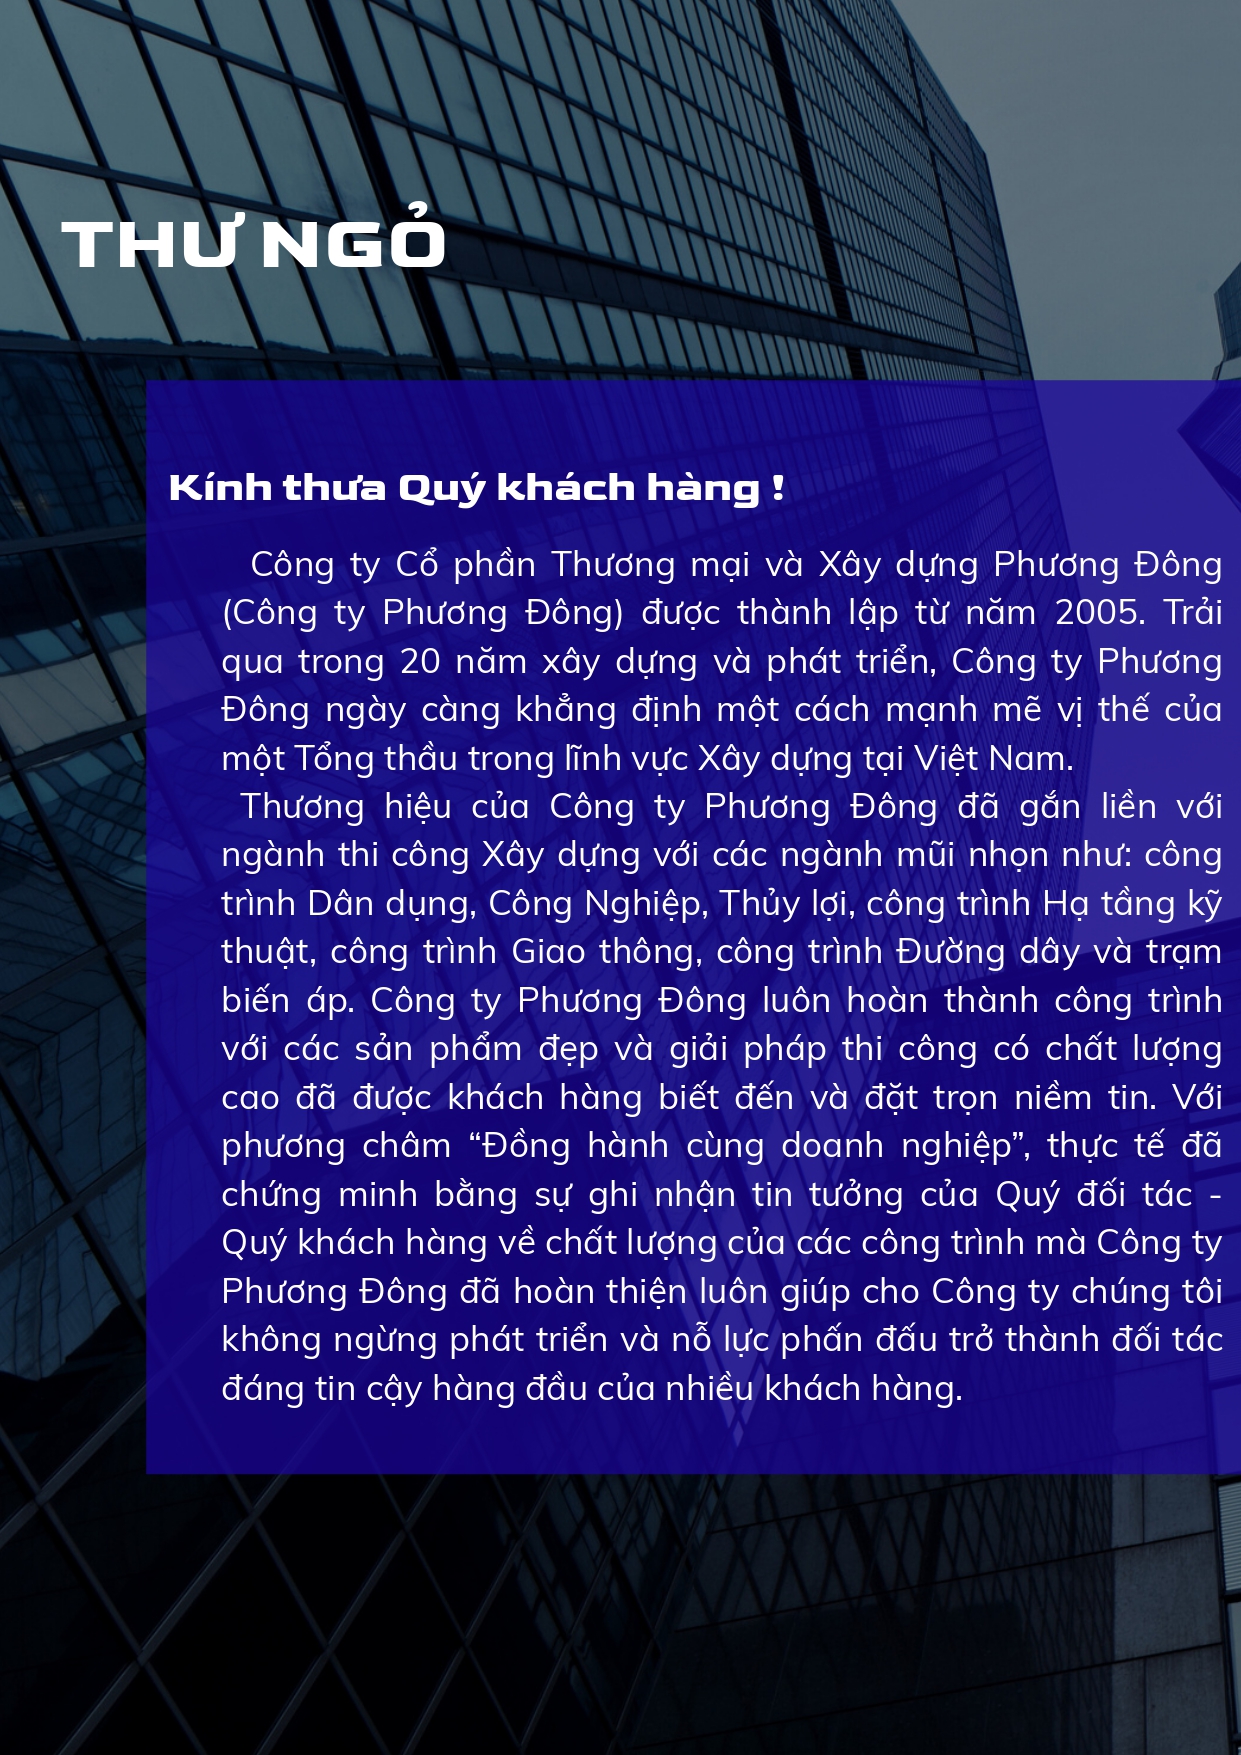 THƯ NGỎ
Kính thưa Quý khách hàng !
Công ty Cổ phần Thương mại và Xây dựng Phương Đông
(Công ty Phương Đông) được thành lập từ năm 2005. Trải
qua trong 20 năm xây dựng và phát triển, Công ty Phương
Đông ngày càng khẳng định một cách mạnh mẽ vị thế của
một Tổng thầu trong lĩnh vực Xây dựng tại Việt Nam.
Thương hiệu của Công ty Phương Đông đã gắn liền với
ngành thi công Xây dựng với các ngành mũi nhọn như: công
trình Dân dụng, Công Nghiệp, Thủy lợi, công trình Hạ tầng kỹ
thuật, công trình Giao thông, công trình Đường dây và trạm
biến áp. Công ty Phương Đông luôn hoàn thành công trình
với các sản phẩm đẹp và giải pháp thi công có chất lượng
cao đã được khách hàng biết đến và đặt trọn niềm tin. Với
phương châm “Đồng hành cùng doanh nghiệp”, thực tế đã
chứng minh bằng sự ghi nhận tin tưởng của Quý đối tác -
Quý khách hàng về chất lượng của các công trình mà Công ty
Phương Đông đã hoàn thiện luôn giúp cho Công ty chúng tôi
không ngừng phát triển và nỗ lực phấn đấu trở thành đối tác
đáng tin cậy hàng đầu của nhiều khách hàng.